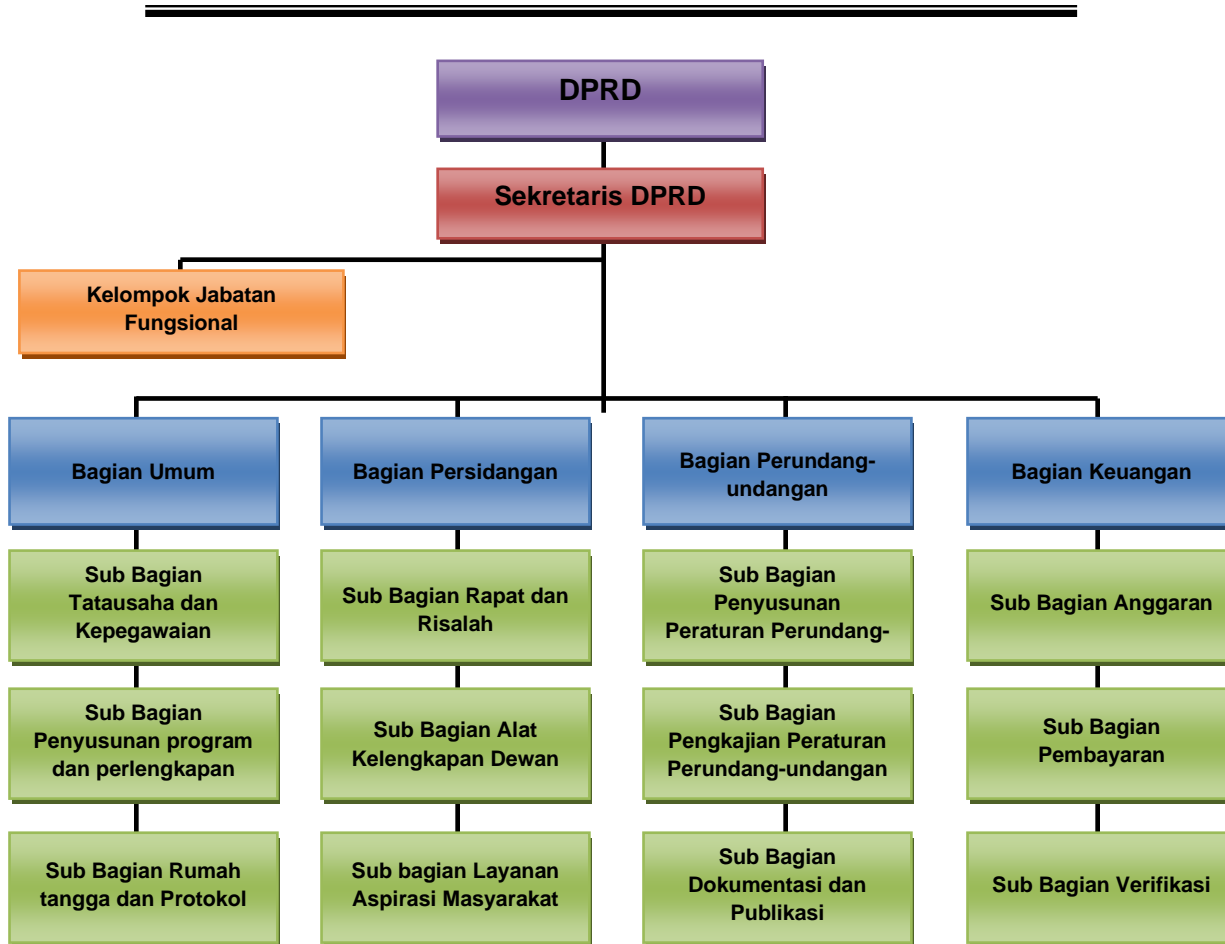 DPRD
Sekretaris DPRD
Kelompok Jabatan
Fungsional
Bagian Umum
Bagian Persidangan
Bagian Perundang-
undangan
Bagian Keuangan
Sub Bagian
Tatausaha dan
Kepegawaian
Sub Bagian Rapat dan
Risalah
Sub Bagian
Penyusunan
Peraturan Perundang-
Sub Bagian Anggaran
Sub Bagian
Penyusunan program
dan perlengkapan
Sub Bagian Alat
Kelengkapan Dewan
Sub Bagian
Pengkajian Peraturan
Perundang-undangan
Sub Bagian
Pembayaran
Sub Bagian Rumah
tangga dan Protokol
Sub bagian Layanan
Aspirasi Masyarakat
Sub Bagian
Dokumentasi dan
Publikasi
Sub Bagian Verifikasi